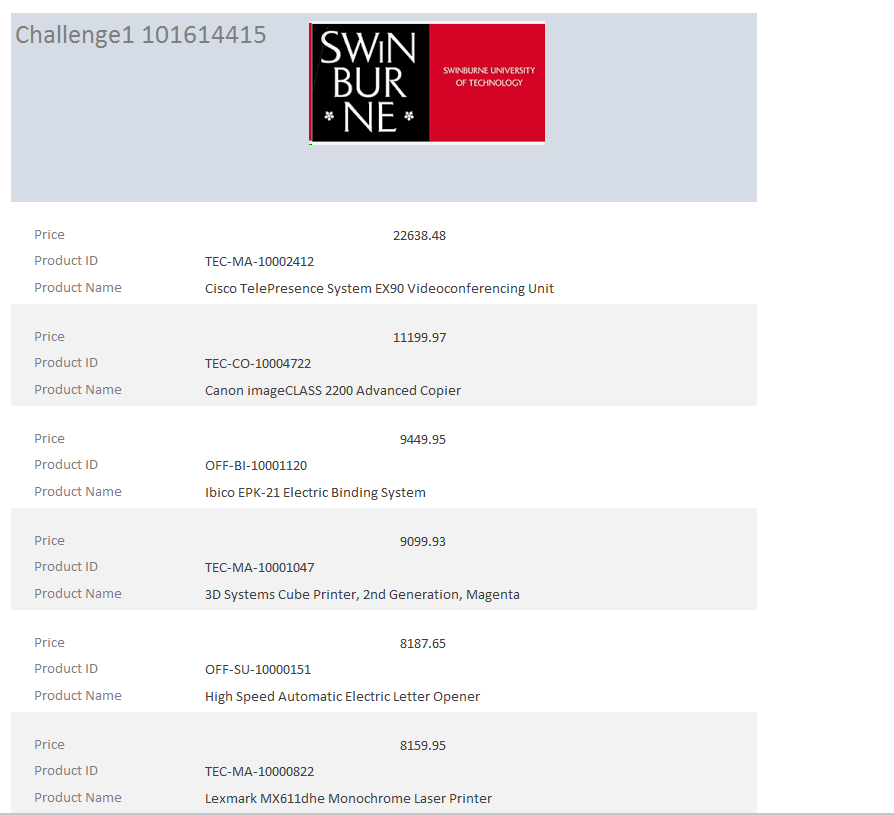 Challenge1 101614415
SWIN
BUR
NE
SWINBURNE UNIVERSITY
OF TECHNOLOGY
Price 22638.48
Product ID TEC-MA-10002412
Product Name Cisco TelePresence System EX90 Videoconferencing Unit
Price 11199.97
Product ID TEC-CO-10004722
Product Name Canon imageCLASS 2200 Advanced Copier
Price 9449.95
Product ID OFF-BI-10001120
Product Name Ibico EPK-21 Electric Binding System
Price 9099.93
Product ID TEC-MA-10001047
Product Name 3D Systems Cube Printer, 2nd Generation, Magenta
Price 8187.65
Product ID OFF-SU-10000151
Product Name High Speed Automatic Electric Letter Opener
Price 8159.95
Product ID TEC-MA-10000822
Product Name Lexmark MX611dhe Monochrome Laser Printer